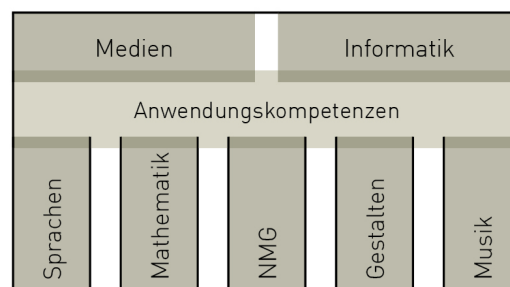 Medien
Informatik
Anwendungskompetenzen
Sprachen
Mathematik
NMG
Gestalten
Musik